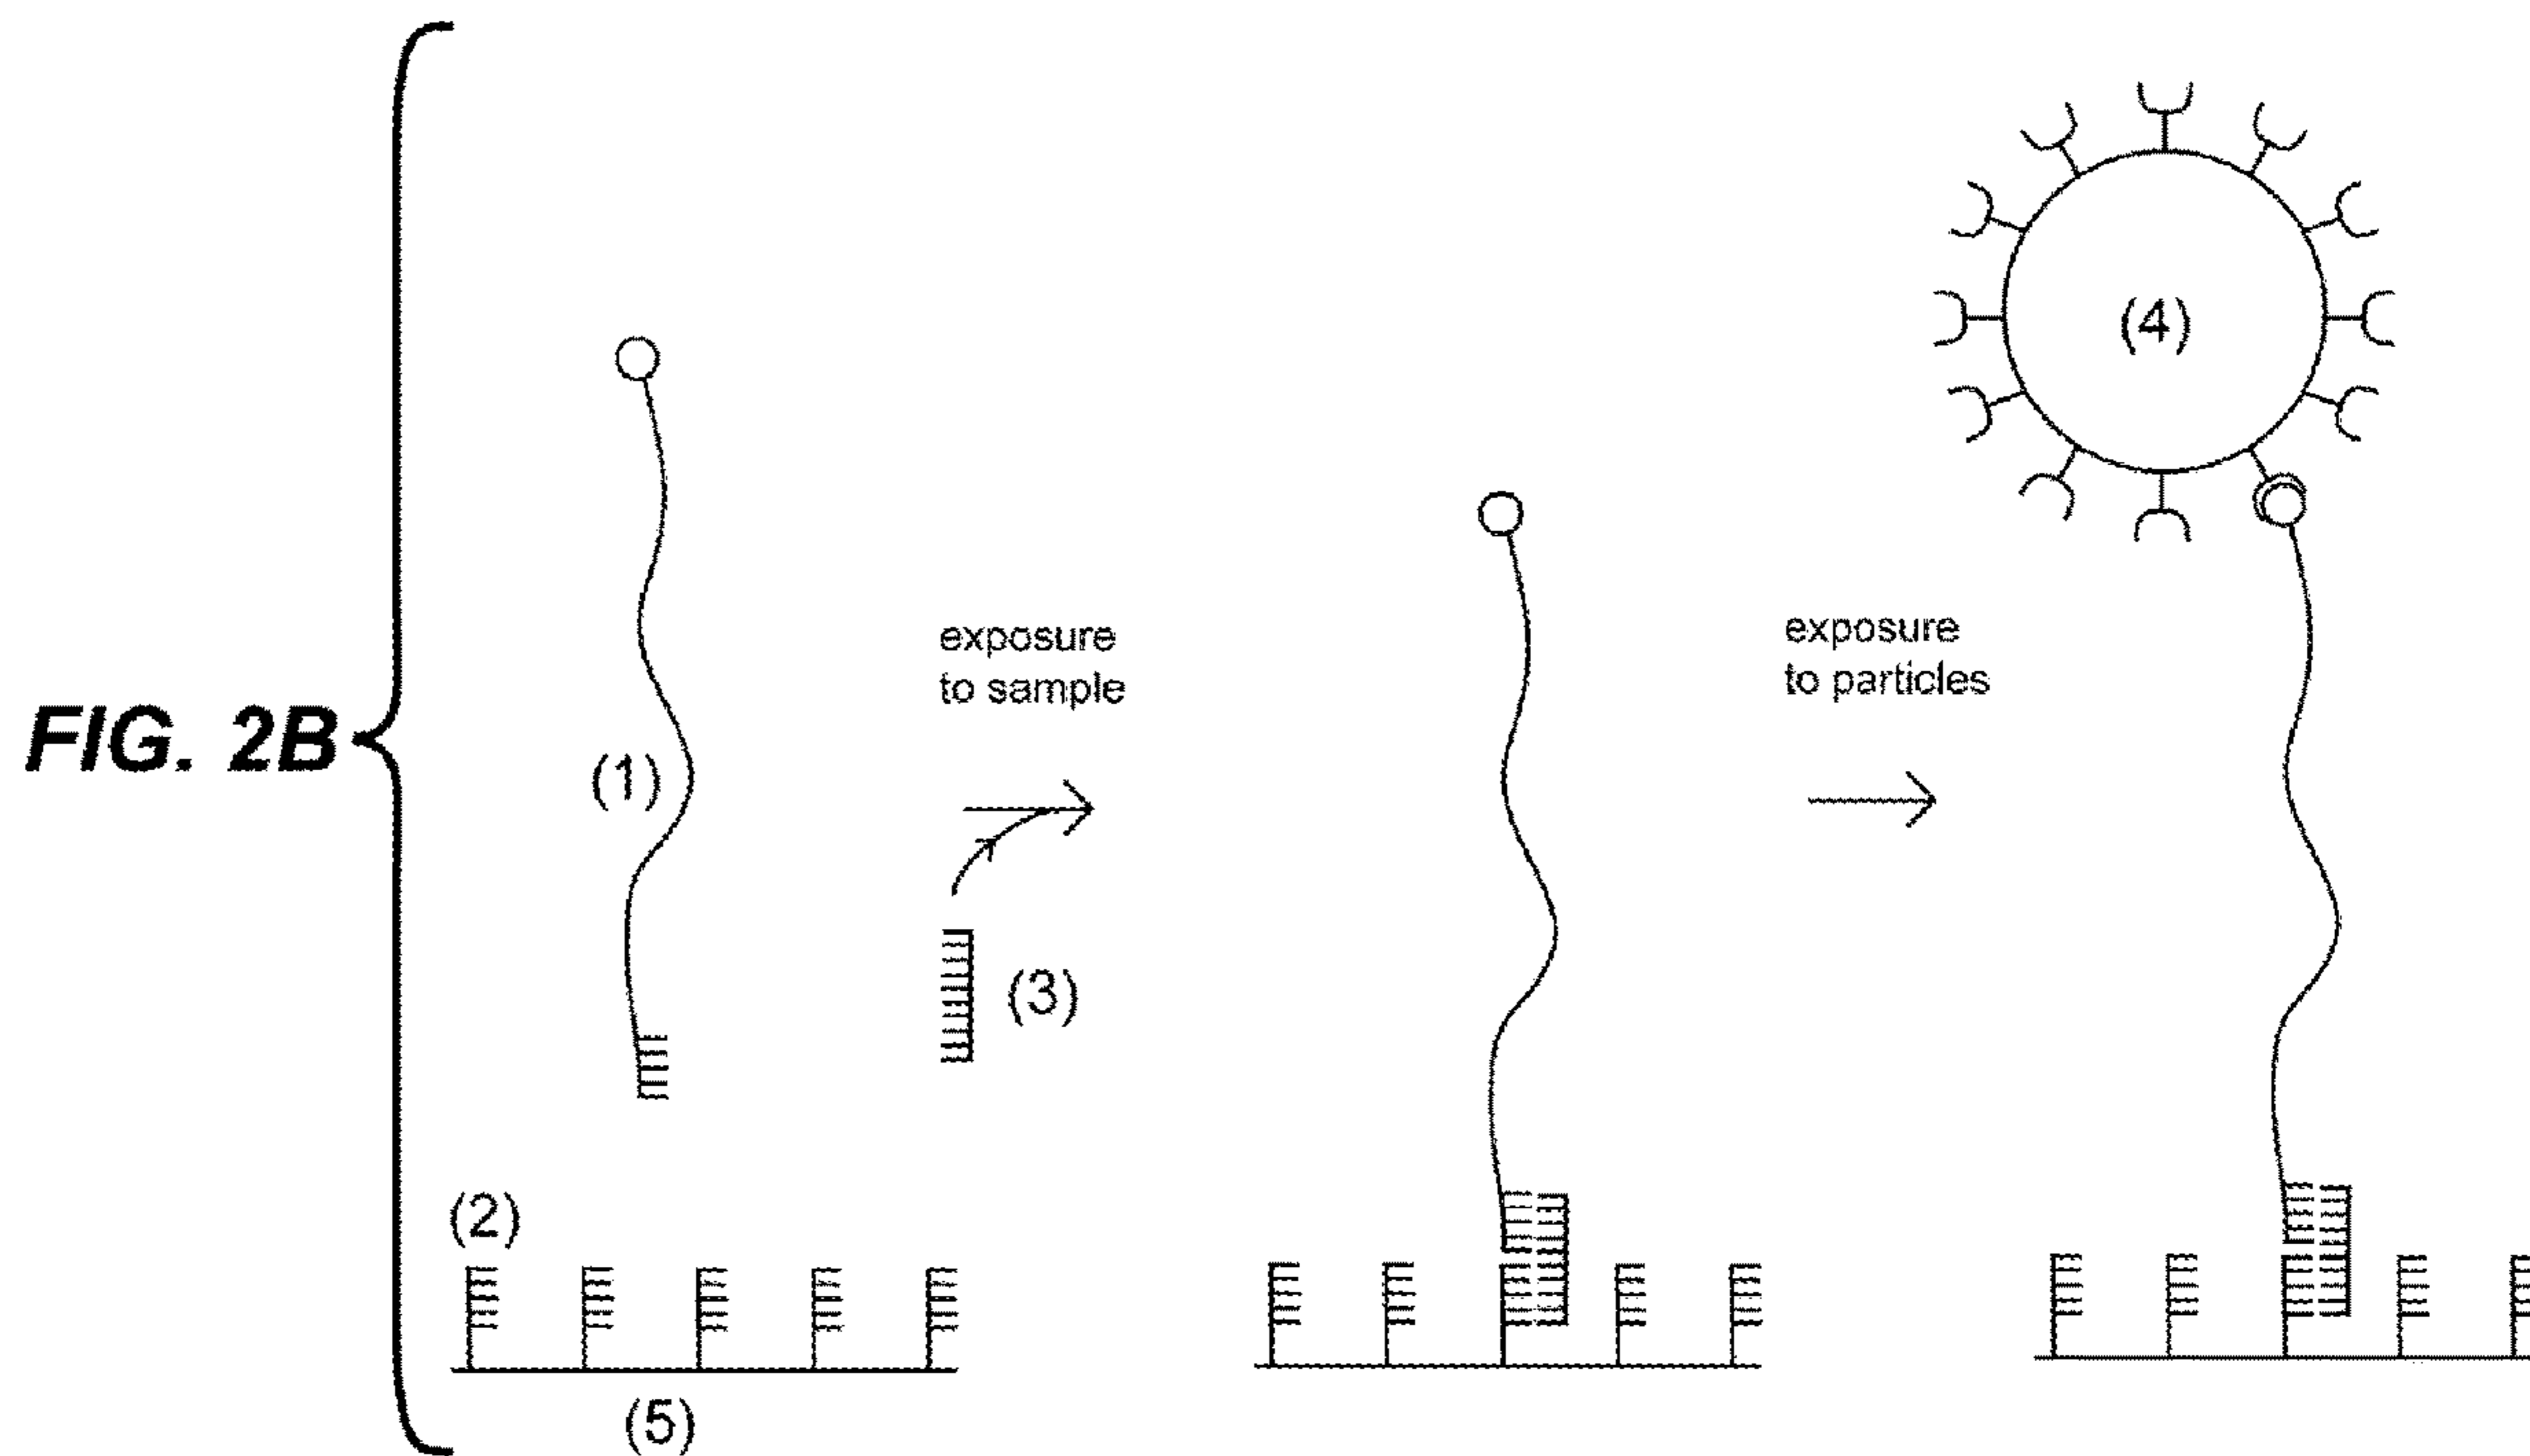 FIG. 2B
(1)
(2)
(5)
exposure
to sample
(3)
exposure
to particles
(4)